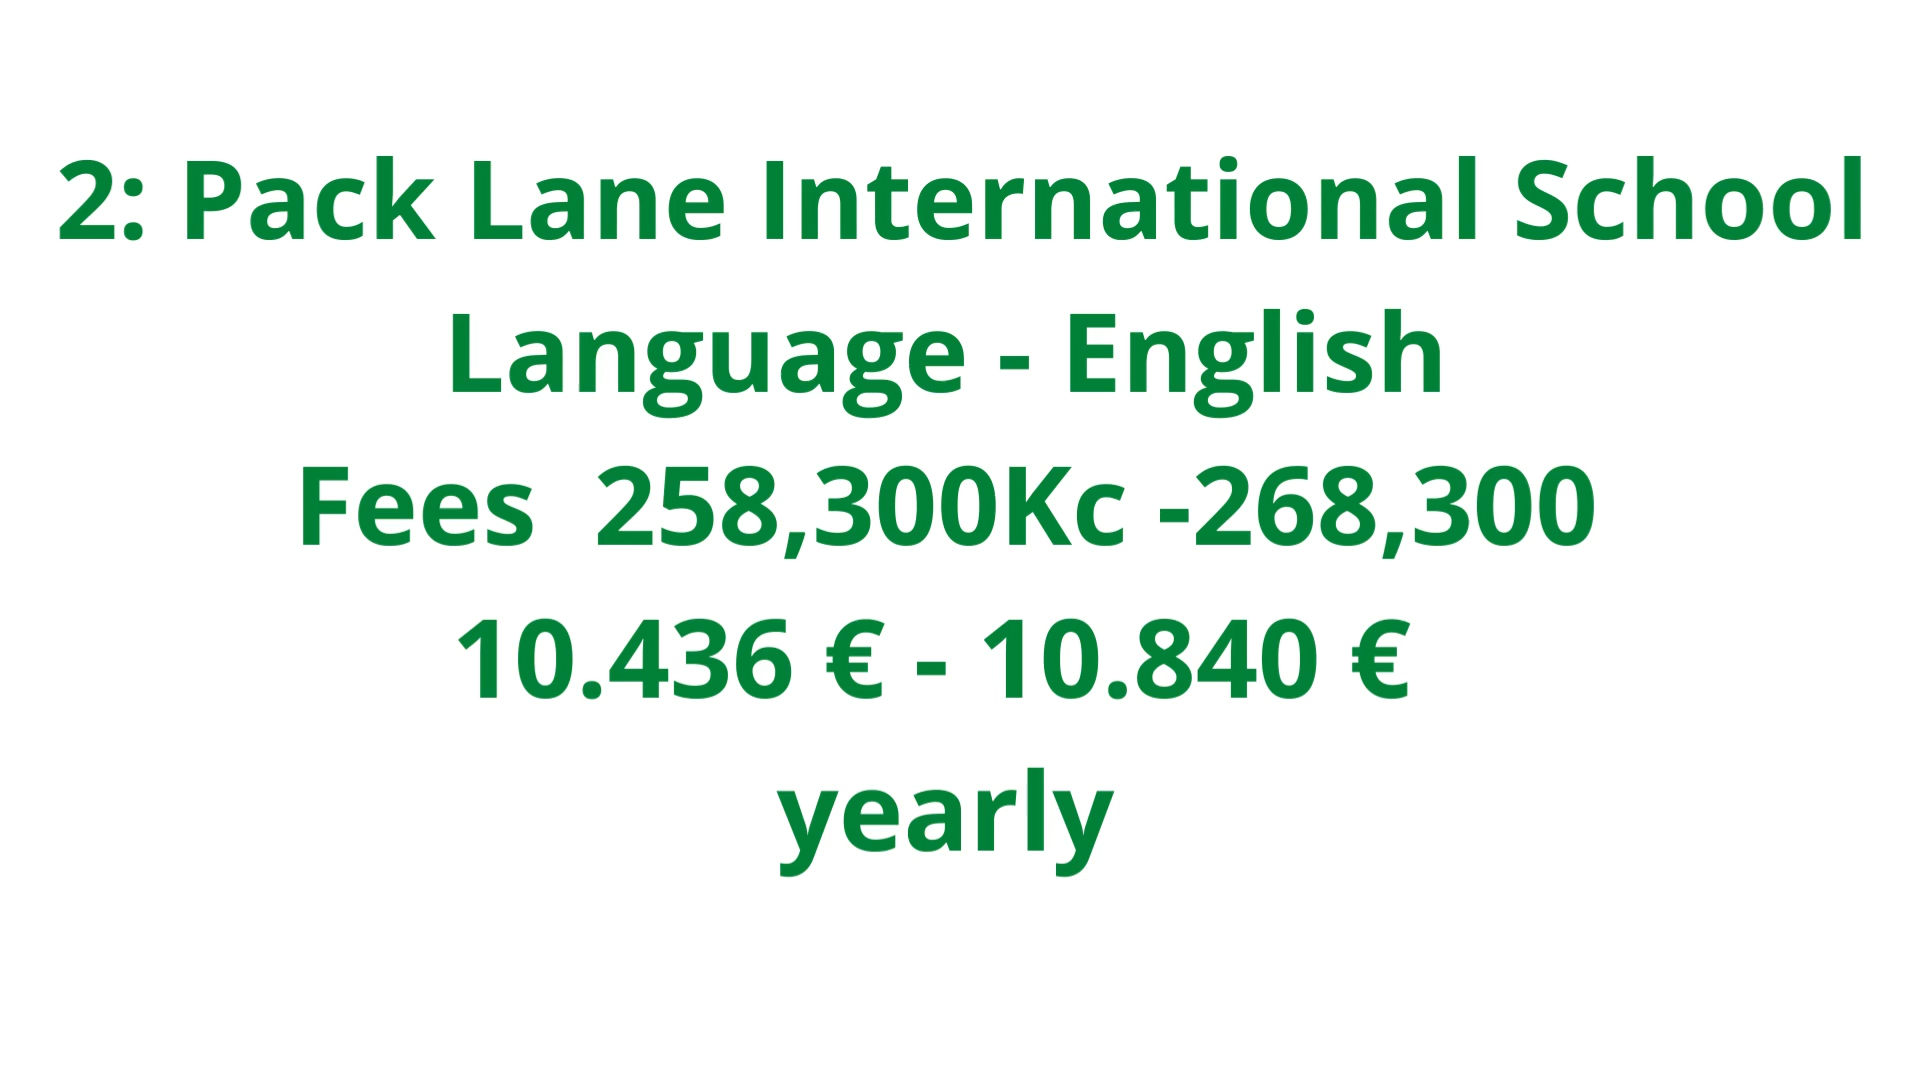 2: Pack Lane International School
Language - English
Fees  258,300Kc -268,300
10.436 € - 10.840 €
yearly